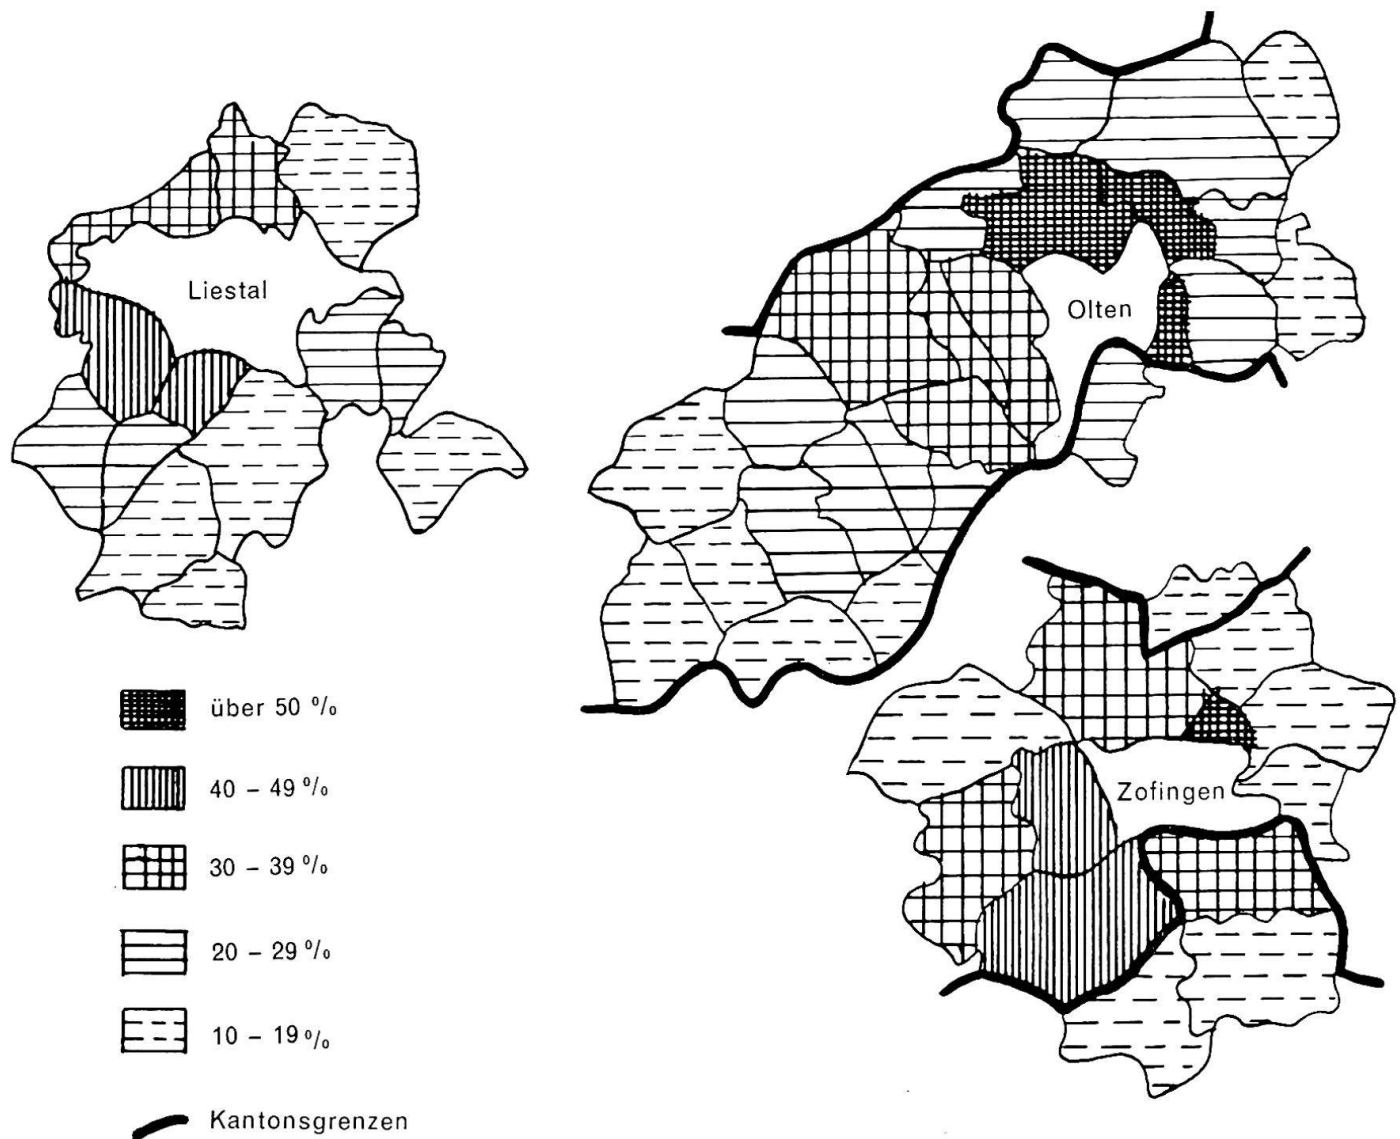 Liestal
Olten
Zofingen
über 50 %
40 – 49 %
30 – 39 %
20 – 29 %
10 – 19 %
Kantonsgrenzen